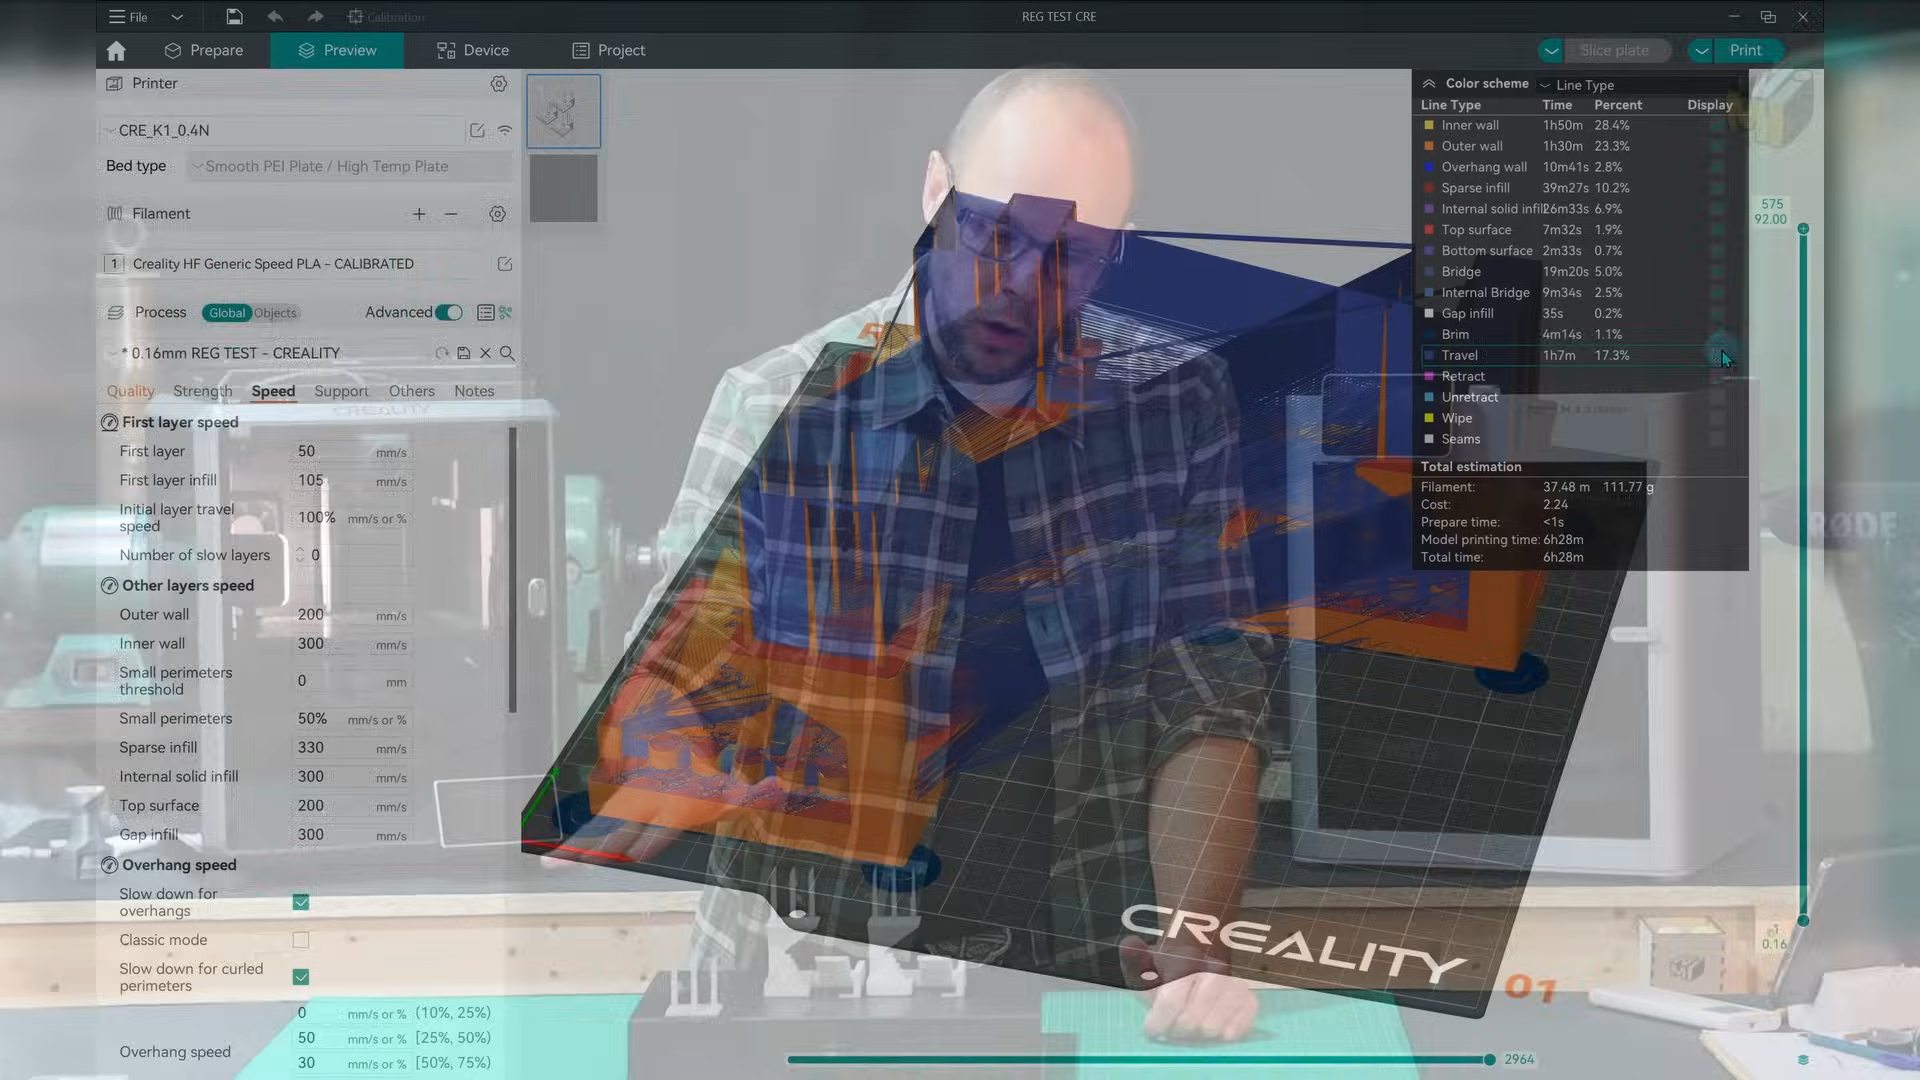 File
Calibration
REG TEST CRE
Prepare
Preview
Device
Project
Slice plate
Print
Printer
CRE_K1_0.4N
Bed type
Smooth PEI Plate / High Temp Plate
Filament
1
Creality HF Generic Speed PLA - CALIBRATED
Process
Global
Objects
Advanced
* 0.16mm REG TEST - CREALITY
Quality
Strength
Speed
Support
Others
Notes
CREALITY
First layer speed
First layer 50 mm/s
First layer infill 105 mm/s
Initial layer travel
speed 100% mm/s or %
Number of slow layers 0
Other layers speed
Outer wall 200 mm/s
Inner wall 300 mm/s
Small perimeters
threshold 0 mm
Small perimeters 50% mm/s or %
Sparse infill 330 mm/s
Internal solid infill 300 mm/s
Top surface 200 mm/s
Gap infill 300 mm/s
Overhang speed
Slow down for
overhangs
Classic mode
Slow down for curled
perimeters
0 mm/s or % (10%, 25%)
50 mm/s or % [25%, 50%)
Overhang speed
30 mm/s or % [50%, 75%)
Color scheme Line Type
Line Type Time Percent Display
Inner wall 1h50m 28.4%
Outer wall 1h30m 23.3%
Overhang wall 10m41s 2.8%
Sparse infill 39m27s 10.2%
Internal solid infill 26m33s 6.9%
Top surface 7m32s 1.9%
Bottom surface 2m33s 0.7%
Bridge 19m20s 5.0%
Internal Bridge 9m34s 2.5%
Gap infill 35s 0.2%
Brim 4m14s 1.1%
Travel 1h7m 17.3%
Retract
Unretract
Wipe
Seams
Total estimation
Filament: 37.48 m 111.77 g
Cost: 2.24
Prepare time: <1s
Model printing time: 6h28m
Total time: 6h28m
575
92.00
RØDE
1
0.16
CREALITY
01
2964